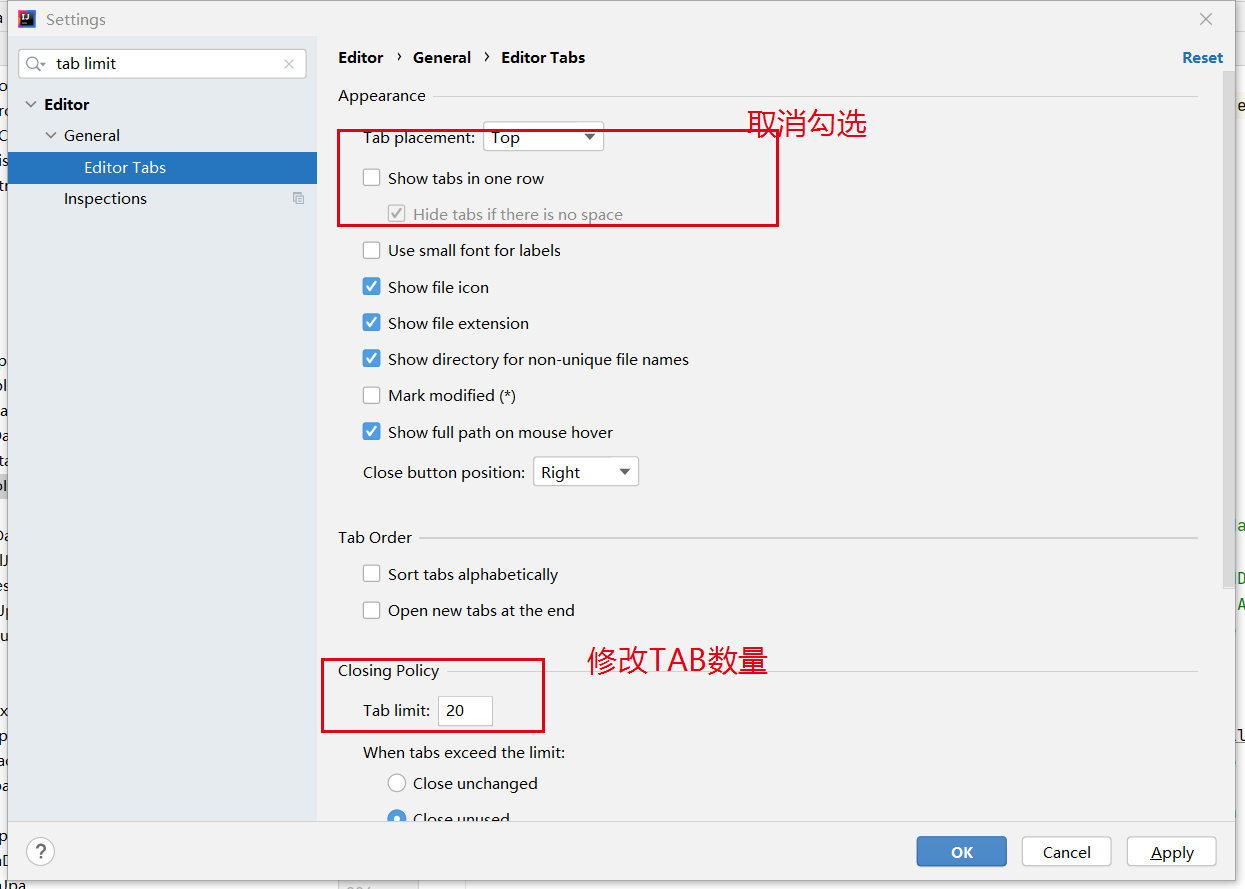 Settings
tab limit
Editor
General
Editor Tabs
Inspections
Editor › General › Editor Tabs
Reset
Appearance
取消勾选
Tab placement: Top
Show tabs in one row
Hide tabs if there is no space
Use small font for labels
Show file icon
Show file extension
Show directory for non-unique file names
Mark modified (*)
Show full path on mouse hover
Close button position: Right
Tab Order
Sort tabs alphabetically
Open new tabs at the end
修改TAB数量
Closing Policy
Tab limit: 20
When tabs exceed the limit:
Close unchanged
Close unused
?
OK
Cancel
Apply